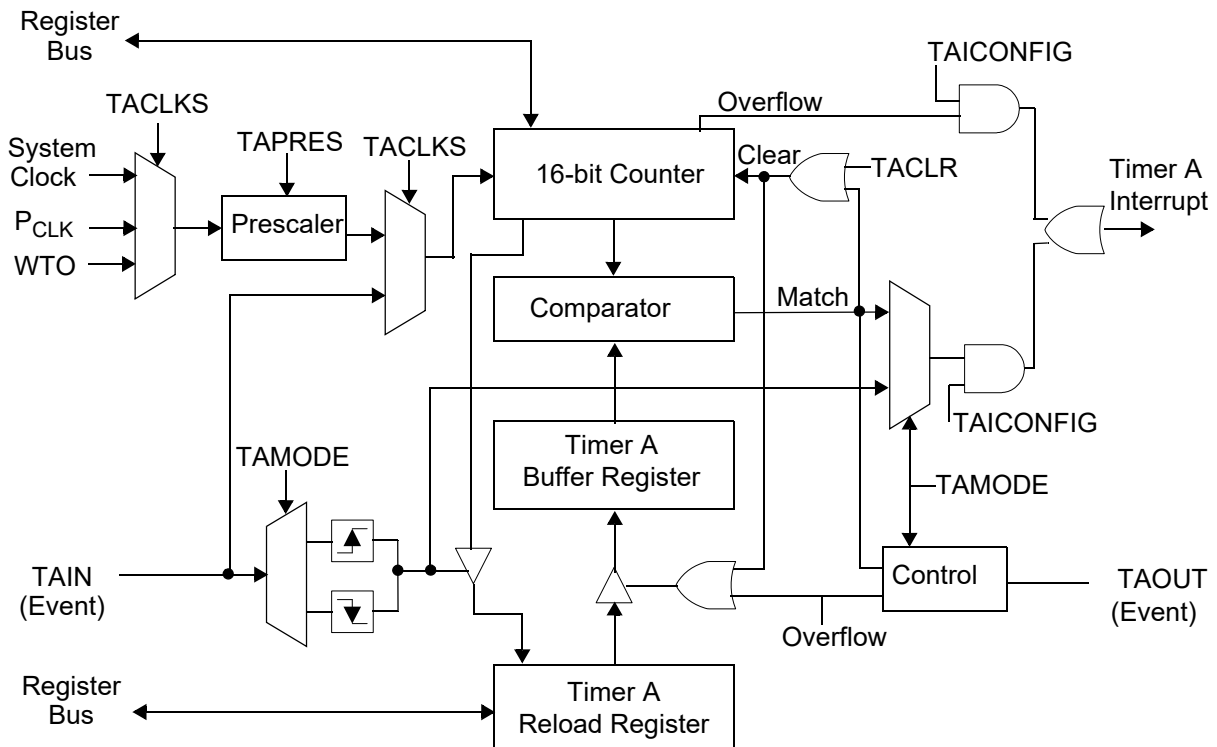 Register
Bus
TAICONFIG
TACLKS
Overflow
TAPRES
TACLKS
System
Clock
16-bit Counter
Clear
TACLR
Timer A
Interrupt
Prescaler
PCLK
WTO
Comparator
Match
TAICONFIG
Timer A
Buffer Register
TAMODE
TAMODE
TAIN
(Event)
Control
TAOUT
(Event)
Overflow
Register
Bus
Timer A
Reload Register